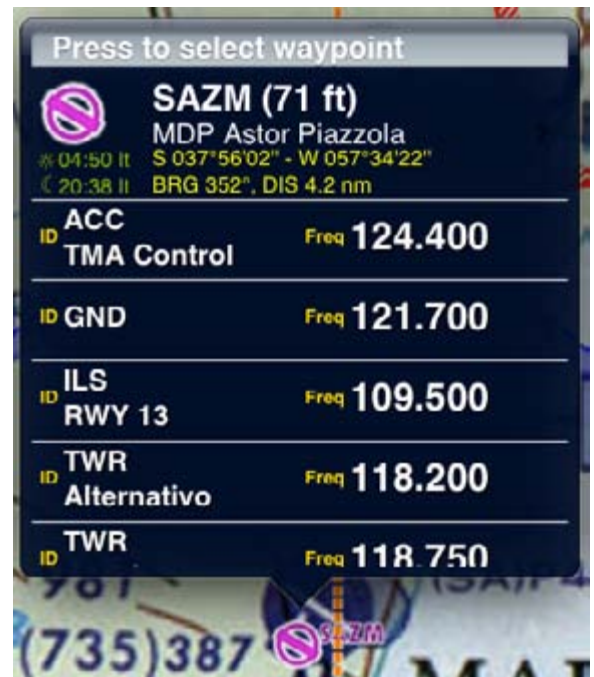 Press to select waypoint
SAZM (71 ft)
MDP Astor Piazzola
04:50 lt S 037°56'02" - W 057°34'22"
20:38 lt BRG 352°, DIS 4.2 nm
ACC
ID Freq 124.400
TMA Control
ID GND Freq 121.700
ILS
ID Freq 109.500
RWY 13
TWR
ID Freq 118.200
Alternativo
TWR
ID Freq 118.750
(735)387 SAZM